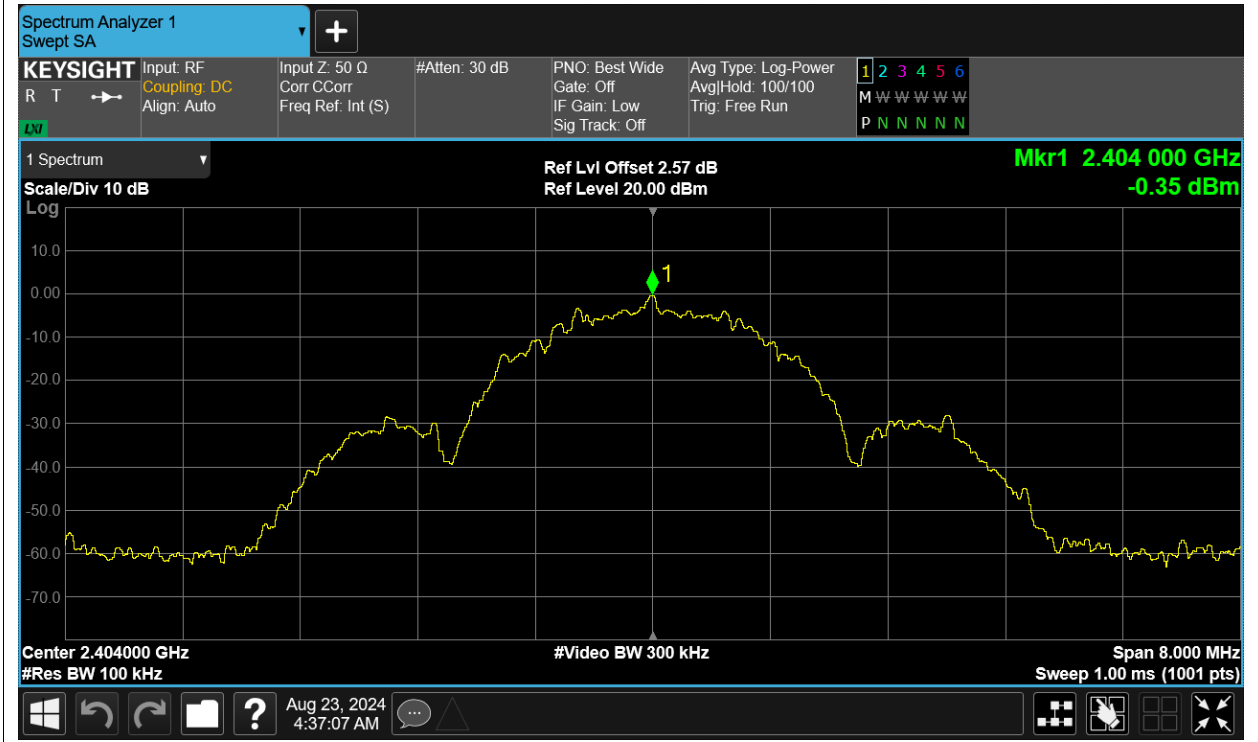 Spectrum Analyzer 1
Swept SA
+
KEYSIGHT
R T
LXI
Input: RF
Coupling: DC
Align: Auto
Input Z: 50 Ω
Corr CCorr
Freq Ref: Int (S)
#Atten: 30 dB
PNO: Best Wide
Gate: Off
IF Gain: Low
Sig Track: Off
Avg Type: Log-Power
Avg|Hold: 100/100
Trig: Free Run
1 2 3 4 5 6
M W W W W W
P N N N N N
1 Spectrum
Scale/Div 10 dB
Log
Ref Lvl Offset 2.57 dB
Ref Level 20.00 dBm
Mkr1 2.404 000 GHz
-0.35 dBm
10.0
0.00
-10.0
-20.0
-30.0
-40.0
-50.0
-60.0
-70.0
1
Center 2.404000 GHz
#Res BW 100 kHz
#Video BW 300 kHz
Span 8.000 MHz
Sweep 1.00 ms (1001 pts)
?
Aug 23, 2024
4:37:07 AM